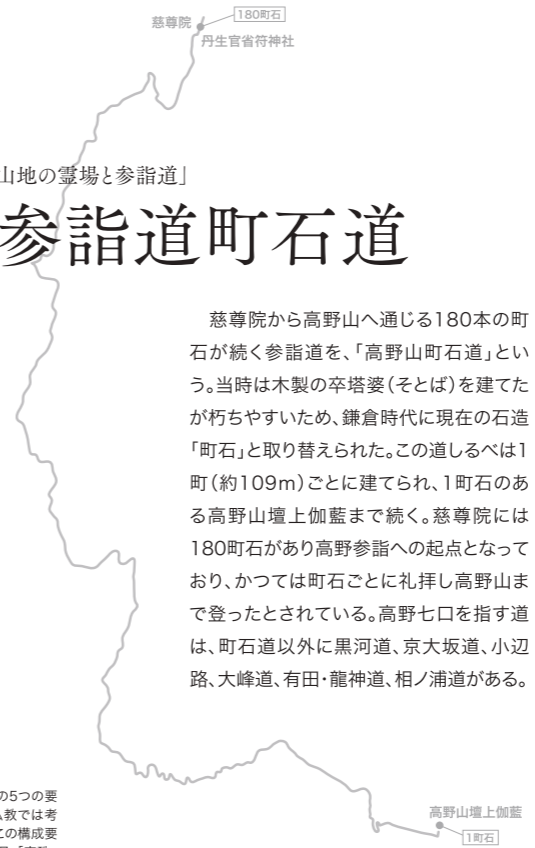 慈尊院
180町石
丹生官省符神社
山地の霊場と参詣道」
参詣道町石道
慈尊院から高野山へ通じる180本の町
石が続く参詣道を、「高野山町石道」とい
う。当時は木製の卒塔婆（そとば）を建てた
が朽ちやすいため、鎌倉時代に現在の石造
「町石」と取り替えられた。この道しるべは1
町（約109m）ごとに建てられ、1町石のあ
る高野山壇上伽藍まで続く。慈尊院には
180町石があり高野参詣への起点となって
おり、かつては町石ごとに礼拝し高野山ま
で登ったとされている。高野七口を指す道
は、町石道以外に黒河道、京大坂道、小辺
路、大峰道、有田・龍神道、相ノ浦道がある。
の5つの要
仏教では考
この構成要
高野山壇上伽藍
1町石